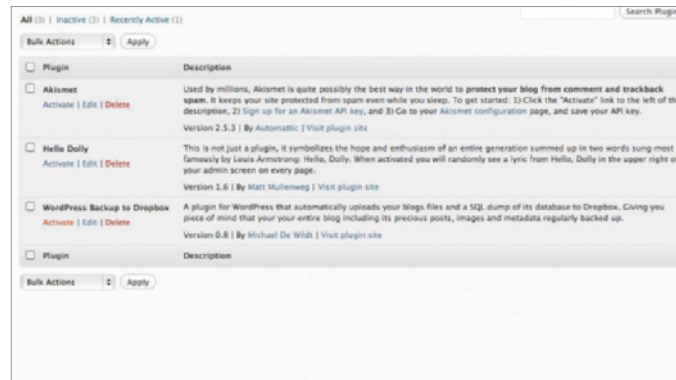 All (3) | Inactive (3) | Recently Active (1)
Search Plugin
Bulk Actions Apply
Plugin Description
Akismet
Activate | Edit | Delete
Used by millions, Akismet is quite possibly the best way in the world to protect your blog from comment and trackback
spam. It keeps your site protected from spam even while you sleep. To get started: 1) Click the "Activate" link to the left of th
description, 2) Sign up for an Akismet API key, and 3) Go to your Akismet configuration page, and save your API key.
Version 2.5.3 | By Automattic | Visit plugin site
Hello Dolly
Activate | Edit | Delete
This is not just a plugin, it symbolizes the hope and enthusiasm of an entire generation summed up in two words sung most
famously by Louis Armstrong: Hello, Dolly. When activated you will randomly see a lyric from Hello, Dolly in the upper right o
your admin screen on every page.
Version 1.6 | By Matt Mullenweg | Visit plugin site
WordPress Backup to Dropbox
Activate | Edit | Delete
A plugin for WordPress that automatically uploads your blogs files and a SQL dump of its database to Dropbox. Giving you
piece of mind that your your entire blog including its precious posts, images and metadata regularly backed up.
Version 0.8 | By Michael De Wildt | Visit plugin site
Plugin Description
Bulk Actions Apply